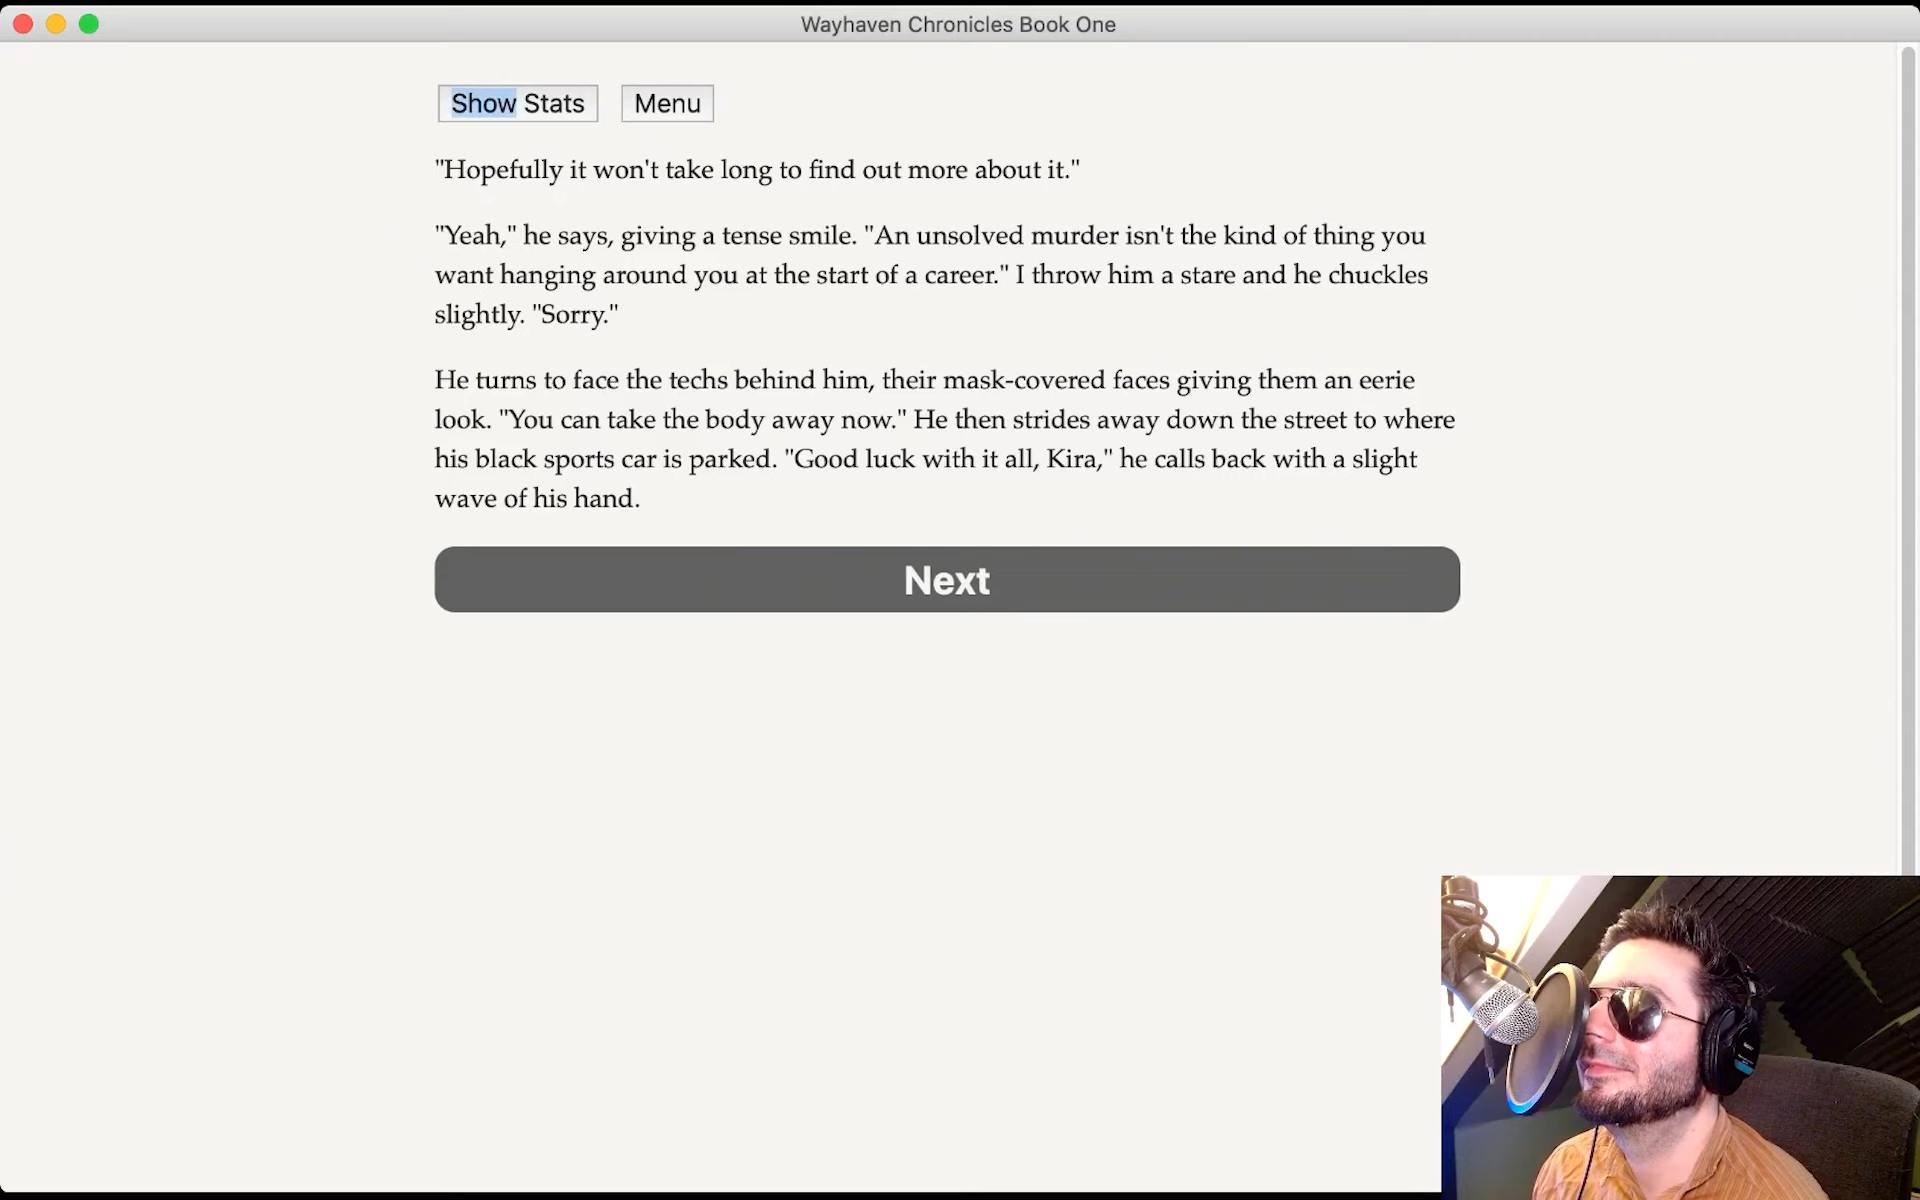 Wayhaven Chronicles Book One
Show Stats Menu
"Hopefully it won't take long to find out more about it."
"Yeah," he says, giving a tense smile. "An unsolved murder isn't the kind of thing you
want hanging around you at the start of a career." I throw him a stare and he chuckles
slightly. "Sorry."
He turns to face the techs behind him, their mask-covered faces giving them an eerie
look. "You can take the body away now." He then strides away down the street to where
his black sports car is parked. "Good luck with it all, Kira," he calls back with a slight
wave of his hand.
Next